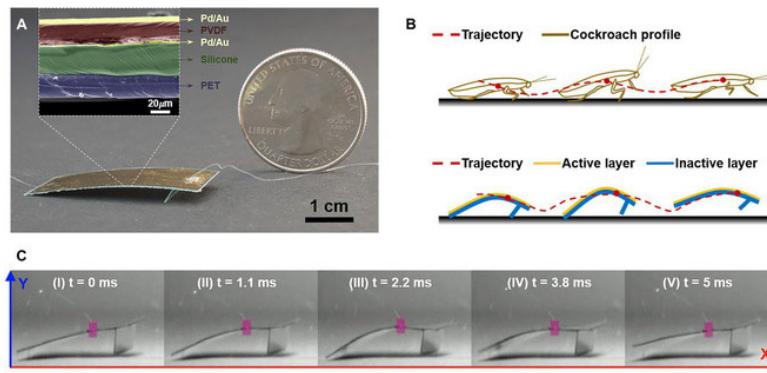 A
Pd/Au
PVDF
Pd/Au
Silicone
PET
20μm
UNITED STATES OF AMERICA
LIBERTY
QUARTER DOLLAR
1 cm
B
Trajectory Cockroach profile
Trajectory Active layer Inactive layer
C
Y
(I) t = 0 ms (II) t = 1.1 ms (III) t = 2.2 ms (IV) t = 3.8 ms (V) t = 5 ms
X